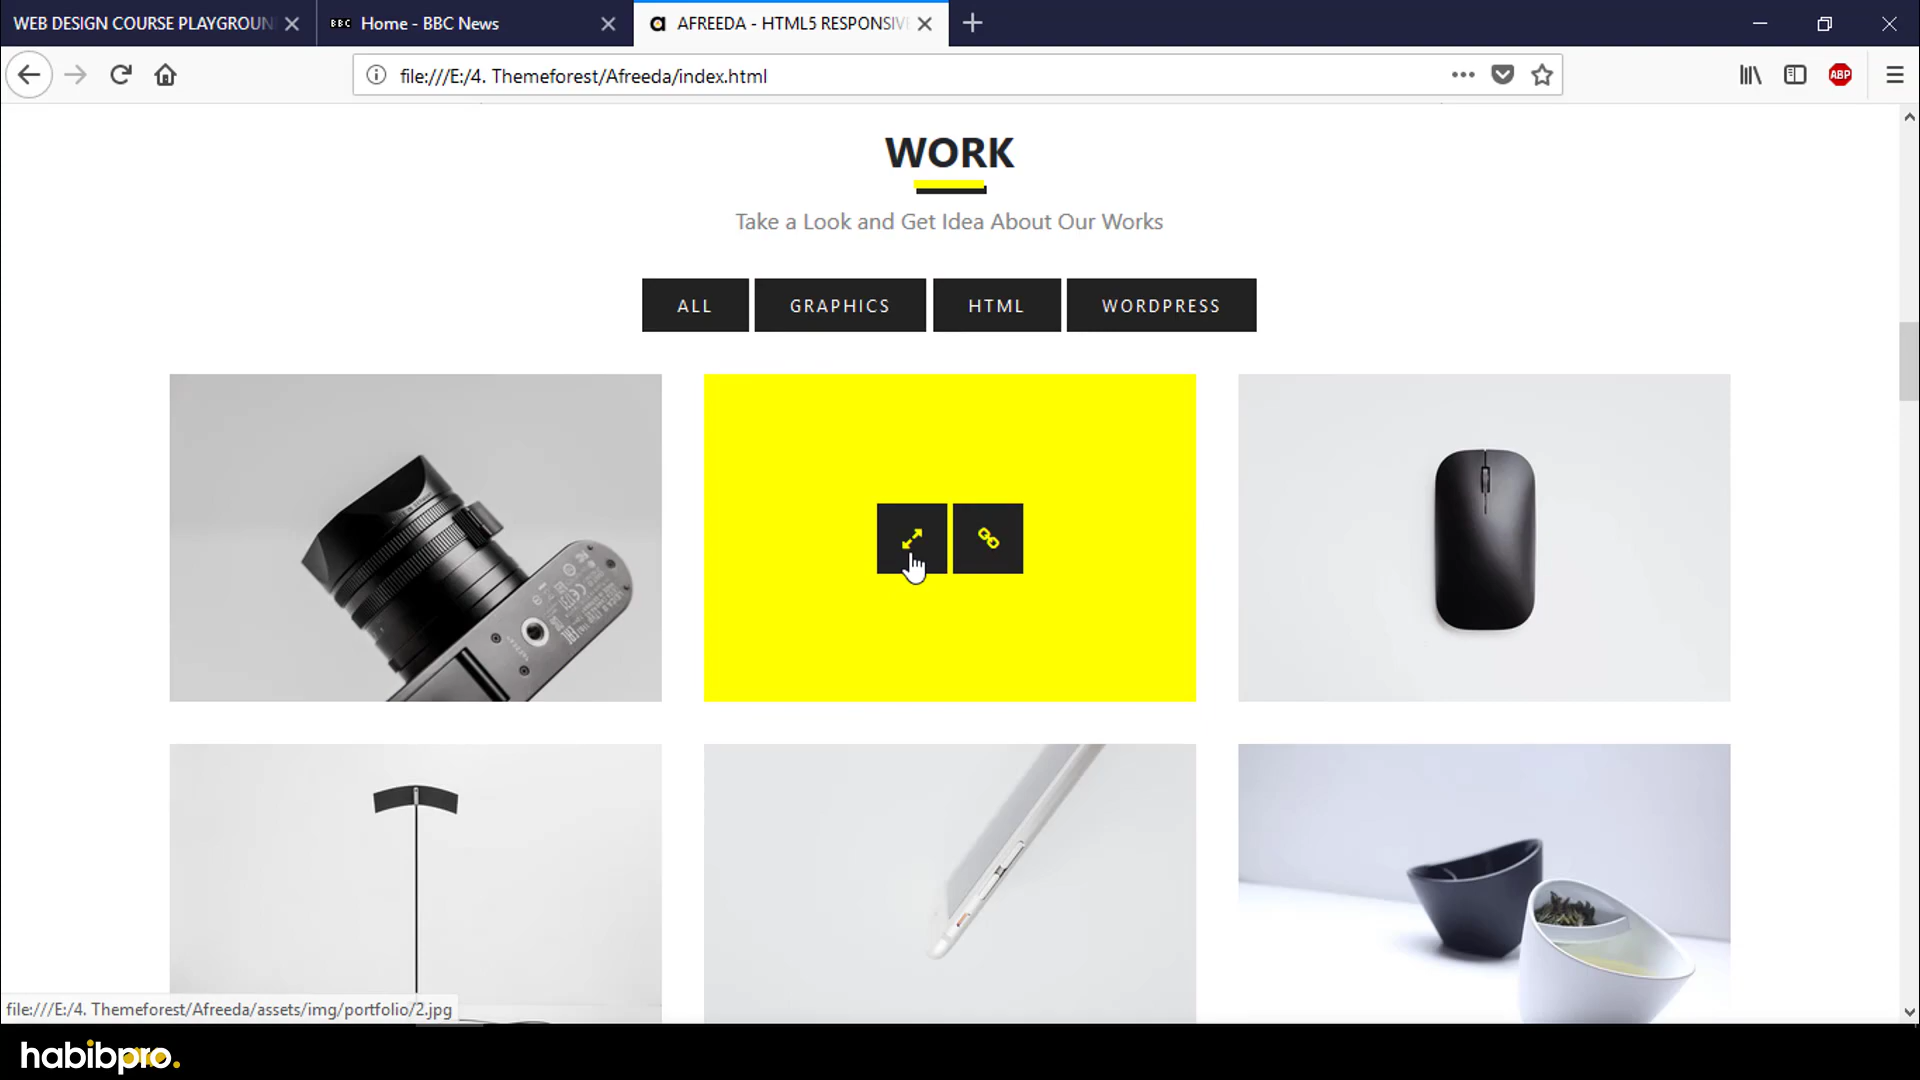 WEB DESIGN COURSE PLAYGROUN
BBC Home - BBC News
a AFREEDA - HTML5 RESPONSIV
file:///E:/4. Themeforest/Afreeda/index.html
ABP
WORK
Take a Look and Get Idea About Our Works
ALL GRAPHICS HTML WORDPRESS
file:///E:/4. Themeforest/Afreeda/assets/img/portfolio/2.jpg
habibpro.